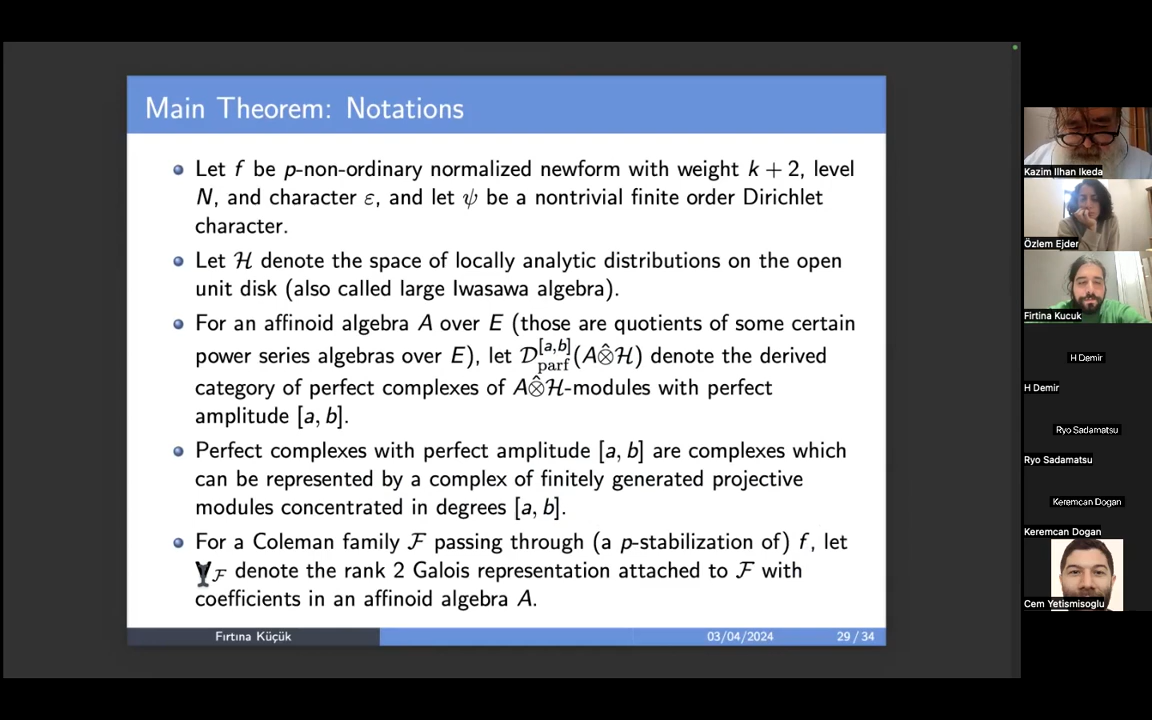 Main Theorem: Notations
Let f be p-non-ordinary normalized newform with weight k + 2, level
N, and character ε, and let ψ be a nontrivial finite order Dirichlet
character.
Let ℋ denote the space of locally analytic distributions on the open
unit disk (also called large Iwasawa algebra).
For an affinoid algebra A over E (those are quotients of some certain
power series algebras over E), let 𝒟_parf^[a,b](A⊗̂ℋ) denote the derived
category of perfect complexes of A⊗̂ℋ-modules with perfect
amplitude [a, b].
Perfect complexes with perfect amplitude [a, b] are complexes which
can be represented by a complex of finitely generated projective
modules concentrated in degrees [a, b].
For a Coleman family ℱ passing through (a p-stabilization of) f, let
V_ℱ denote the rank 2 Galois representation attached to ℱ with
coefficients in an affinoid algebra A.
Fırtına Küçük
03/04/2024
29 / 34
Kazim Ilhan Ikeda
Özlem Ejder
Firtina Kucuk
H Demir
H Demir
Ryo Sadamatsu
Ryo Sadamatsu
Keremcan Dogan
Keremcan Dogan
Cem Yetismisoglu